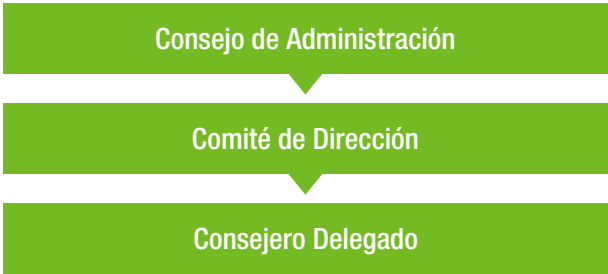 Consejo de Administración
Comité de Dirección
Consejero Delegado